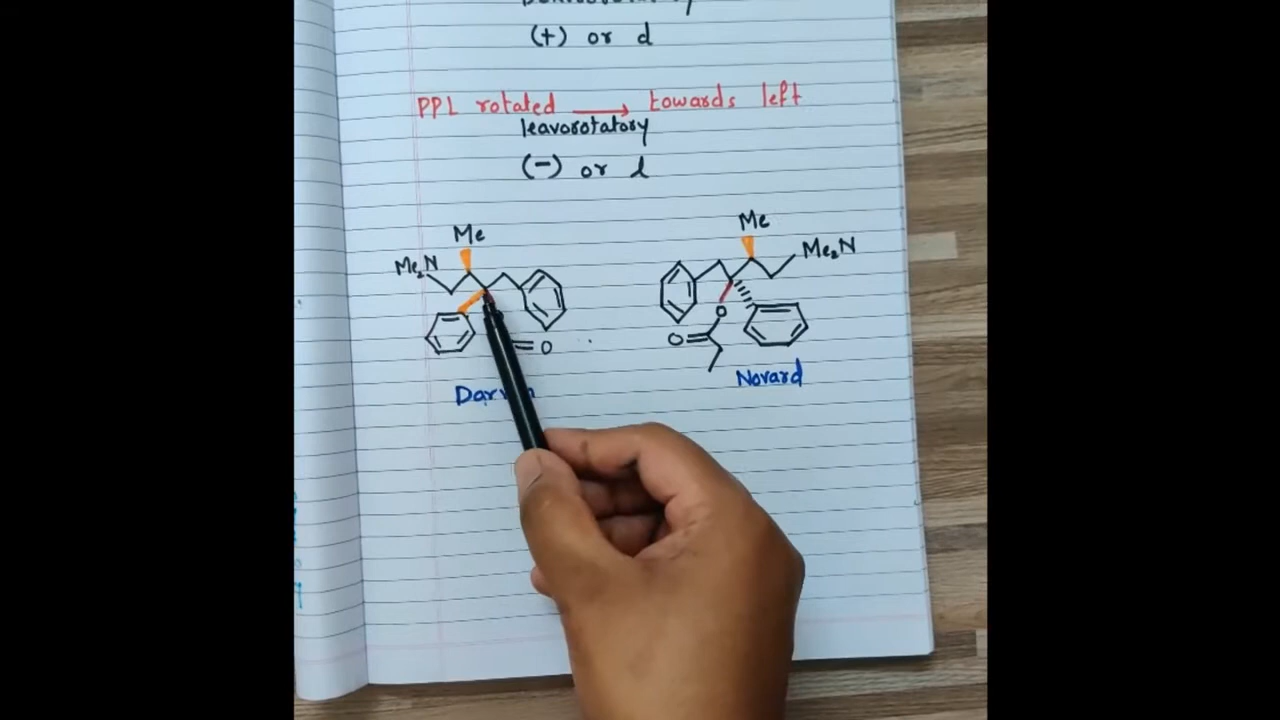 (+) or d
PPL rotated → towards left
leavorotatory
(-) or l
Me
Me₂N
O
Me
Me₂N
O
O
Novard